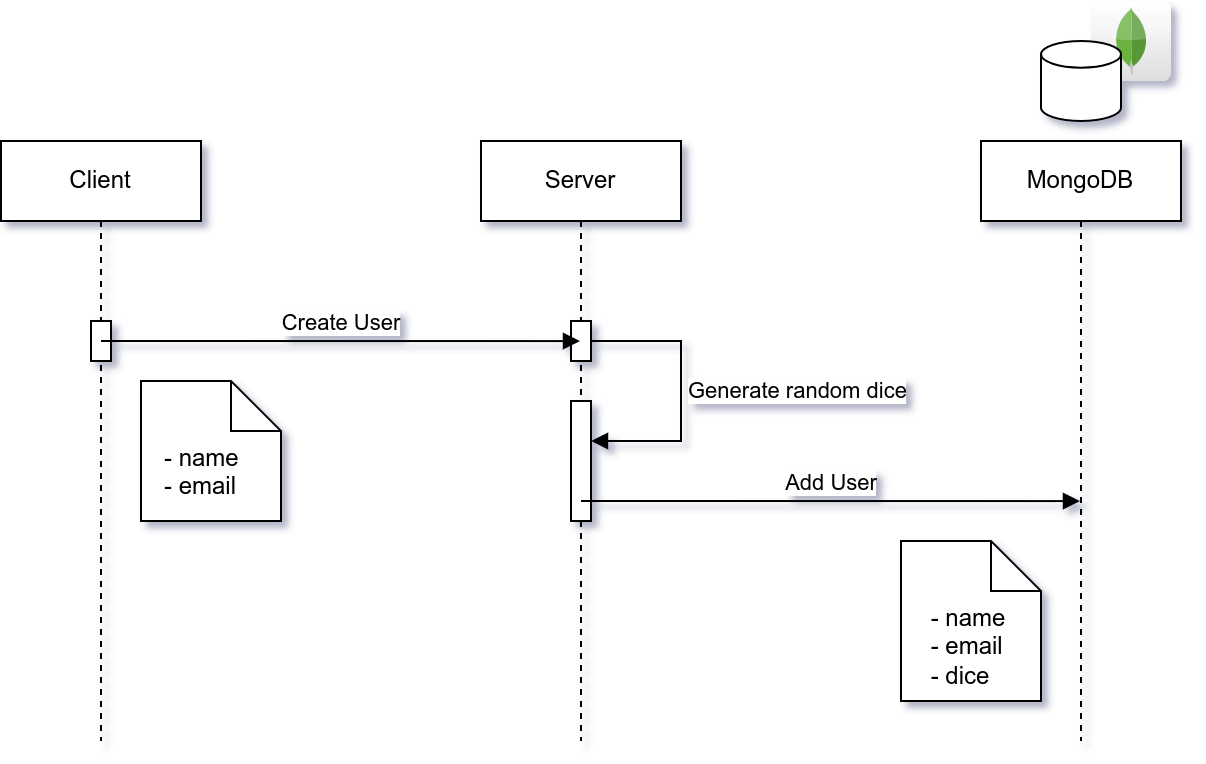 Client
Server
MongoDB
Create User
Generate random dice
- name
- email
Add User
- name
- email
- dice